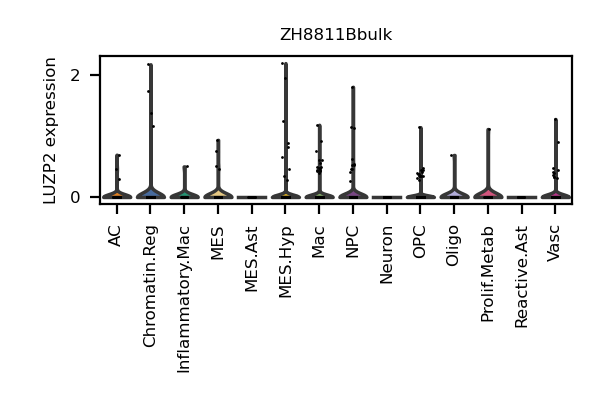 ZH8811Bbulk
LUZP2 expression
2
0
AC
Chromatin.Reg
Inflammatory.Mac
MES
MES.Ast
MES.Hyp
Mac
NPC
Neuron
OPC
Oligo
Prolif.Metab
Reactive.Ast
Vasc